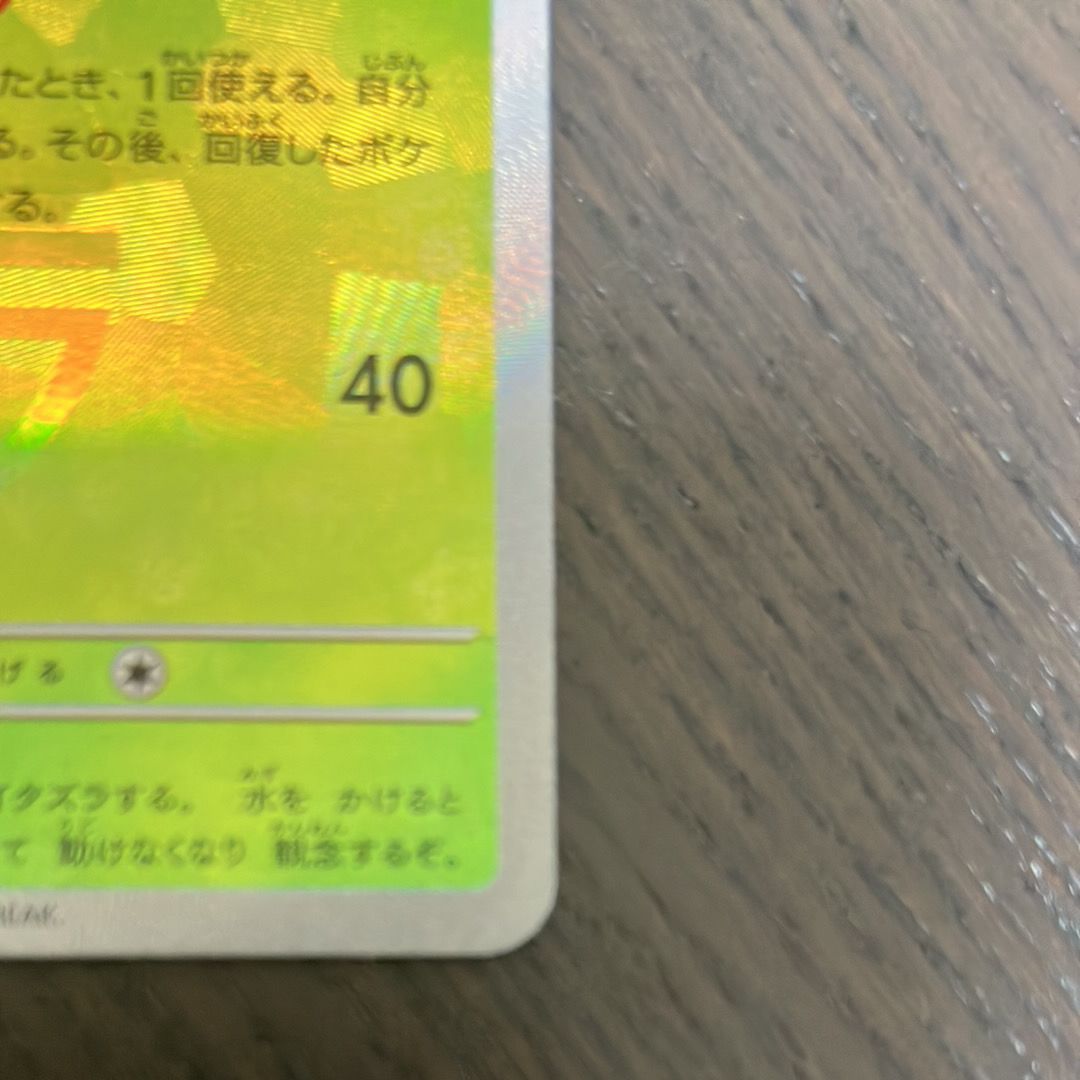 たとき、1回使える。自分
る。その後、回復したポケ
する。
40
げる
イタズラする。 水を かけると
て 動けなくなり 観念するぞ。
REAK.